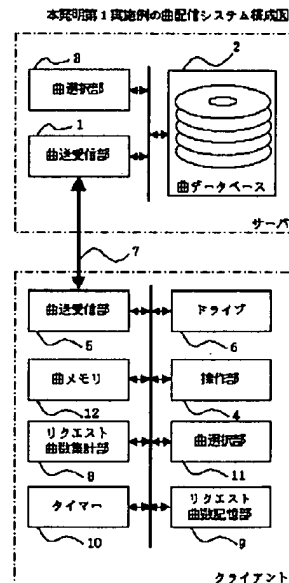 本発明第1実施例の曲配信システム構成図
2
曲選択部
1
曲送受信部
曲データベース
サーバ
7
曲送受信部
5
ドライブ
6
曲メモリ
12
操作部
4
リクエスト
曲数集計部
8
曲選択部
11
タイマー
10
リクエスト
曲数記憶部
9
クライアント